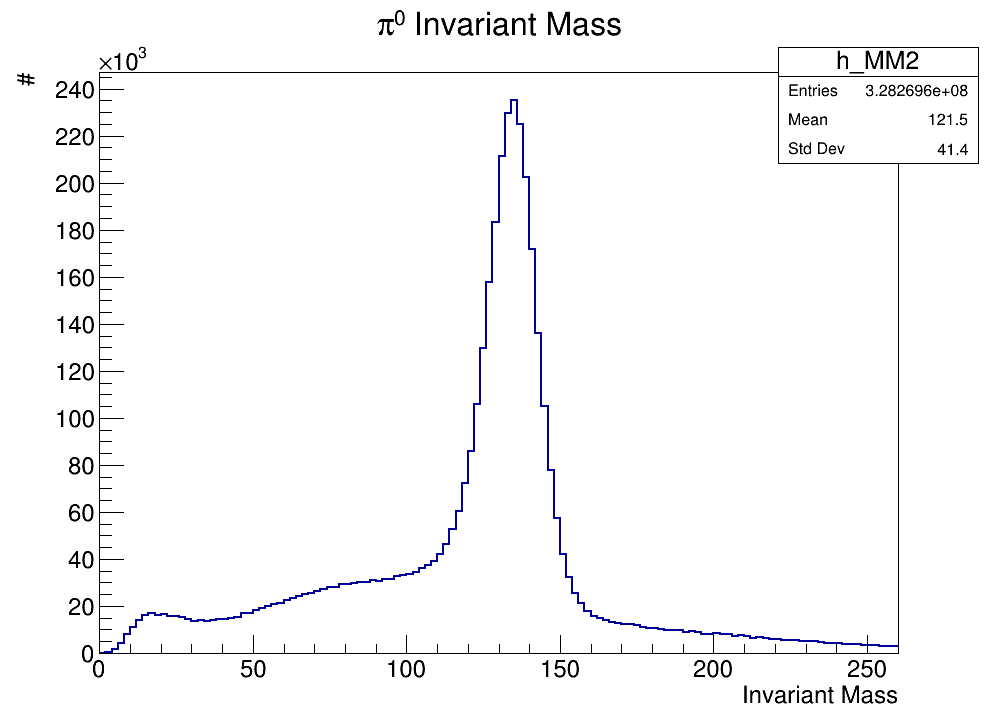 π⁰ Invariant Mass
×10³
#
h_MM2
Entries 3.282696e+08
Mean 121.5
Std Dev 41.4
240
220
200
180
160
140
120
100
80
60
40
20
0
0 50 100 150 200 250
Invariant Mass